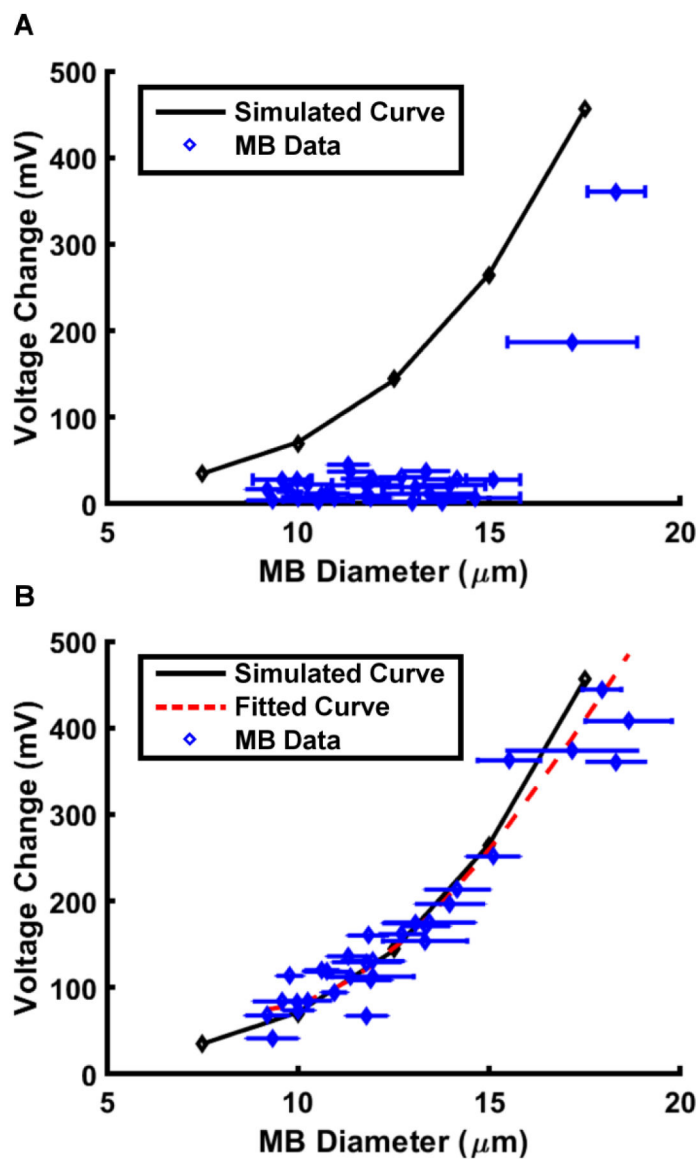 A
500
400
300
200
100
0
Voltage Change (mV)
Simulated Curve
MB Data
5 10 15 20
MB Diameter (μm)
B
500
400
300
200
100
0
Voltage Change (mV)
Simulated Curve
Fitted Curve
MB Data
5 10 15 20
MB Diameter (μm)